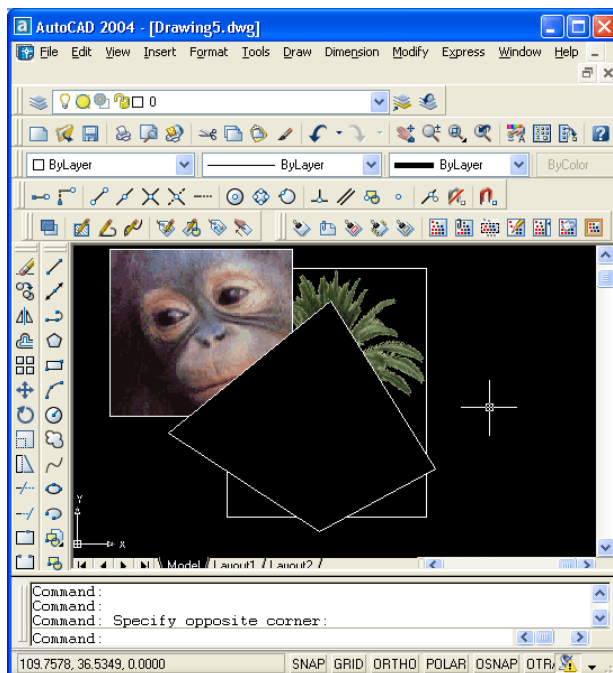 AutoCAD 2004 - [Drawing5.dwg]
File Edit View Insert Format Tools Draw Dimension Modify Express Window Help
0
ByLayer ByLayer ByLayer ByColor
Y
X
Model Layout1 Layout2
Command:
Command:
Command: Specify opposite corner:
Command:
109.7578, 36.5349, 0.0000 SNAP GRID ORTHO POLAR OSNAP OTR